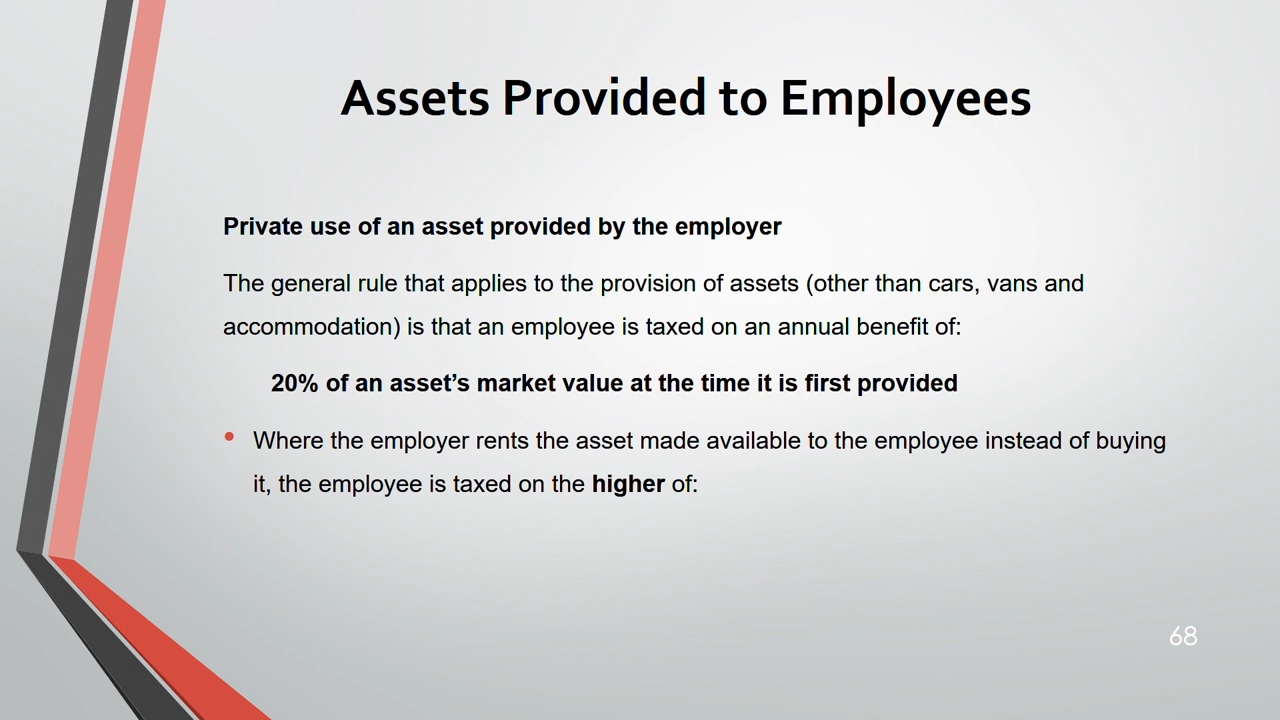 Assets Provided to Employees
Private use of an asset provided by the employer
The general rule that applies to the provision of assets (other than cars, vans and
accommodation) is that an employee is taxed on an annual benefit of:
20% of an asset’s market value at the time it is first provided
• Where the employer rents the asset made available to the employee instead of buying
it, the employee is taxed on the higher of:
68